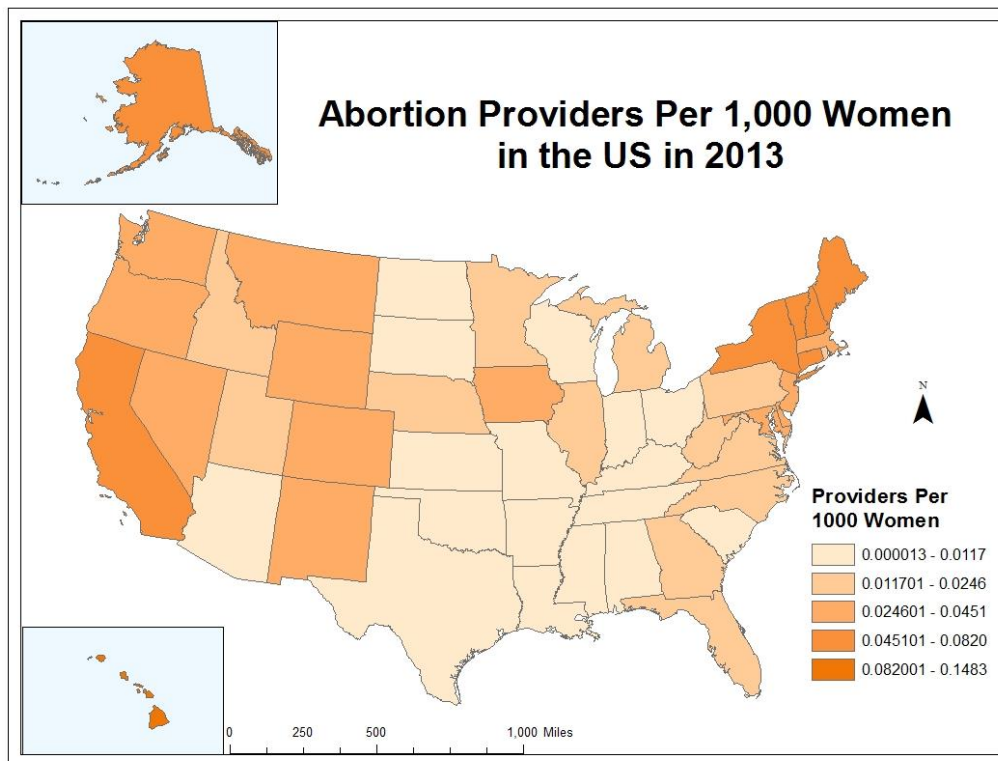 Abortion Providers Per 1,000 Women
in the US in 2013
N
Providers Per
1000 Women
0.000013 - 0.0117
0.011701 - 0.0246
0.024601 - 0.0451
0.045101 - 0.0820
0.082001 - 0.1483
0 250 500 1,000 Miles